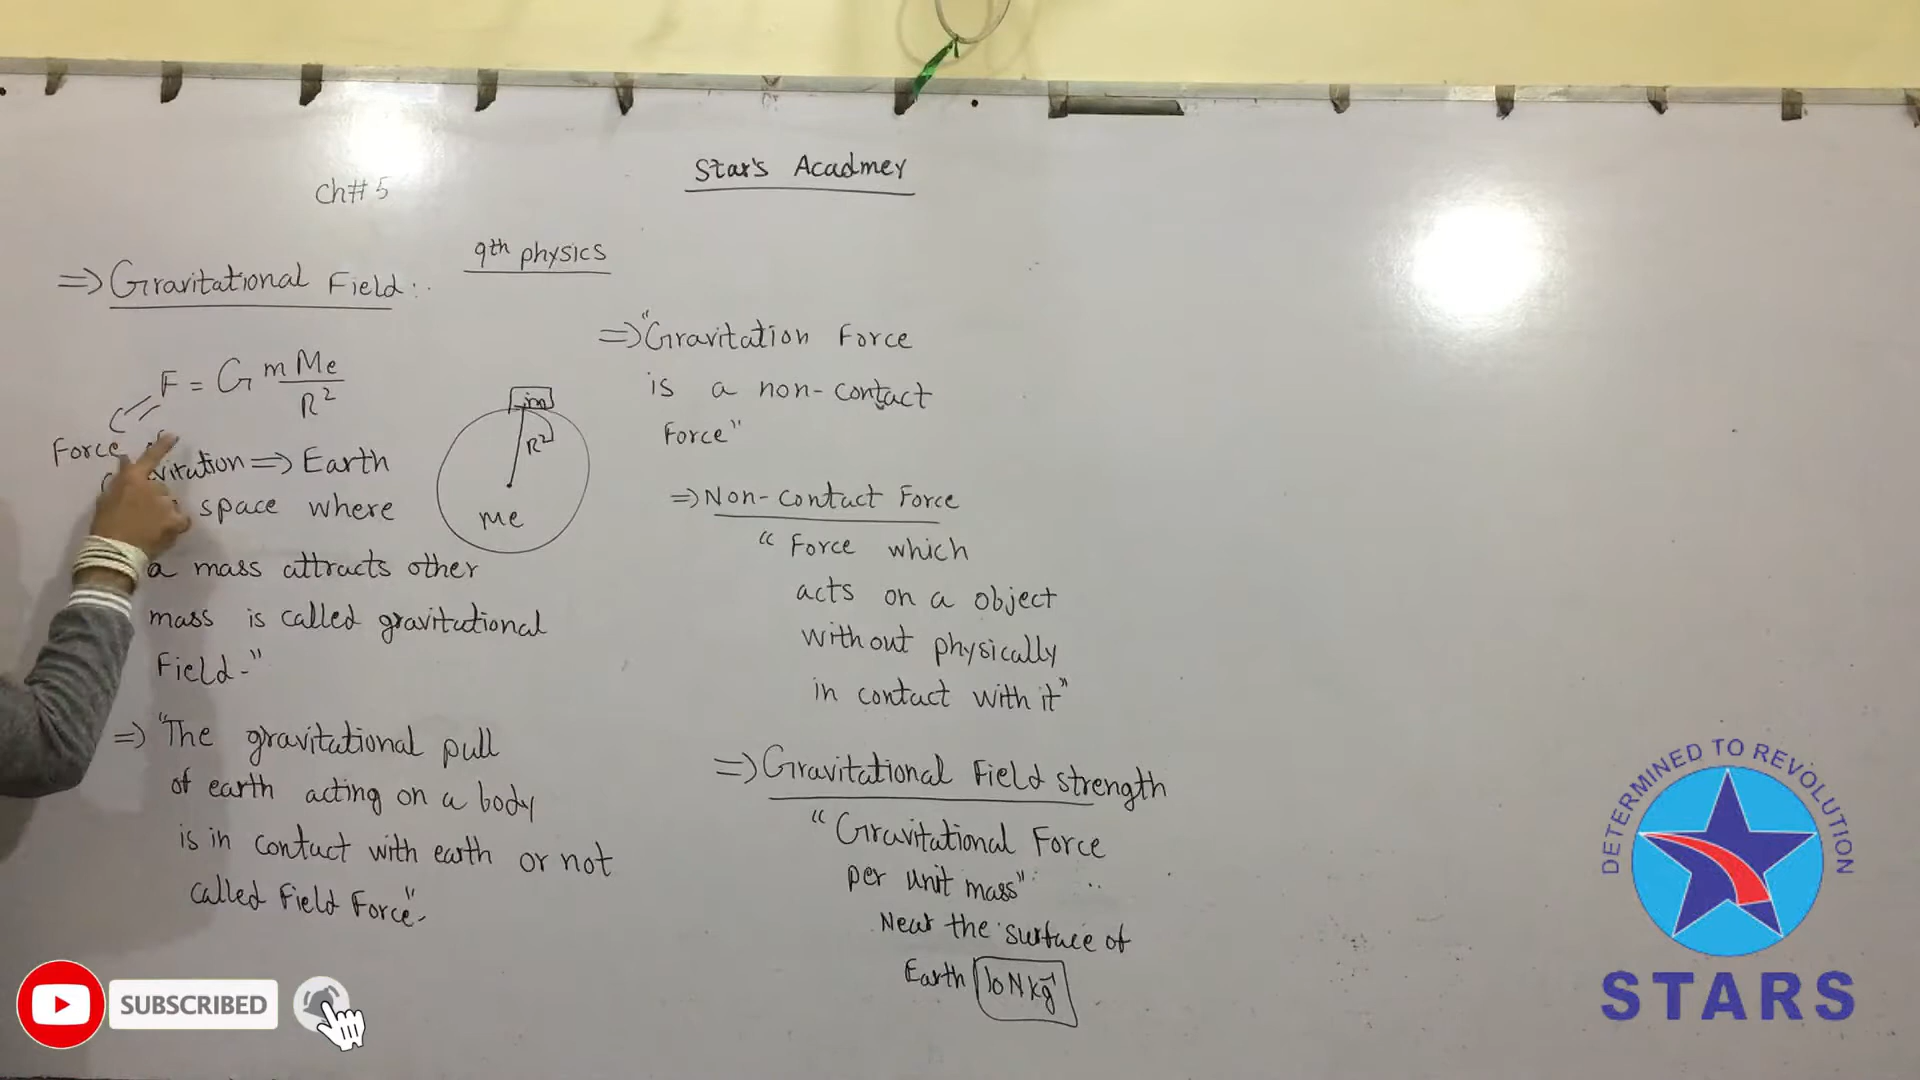 Star's Acadmey
Ch# 5
9th physics
=> Gravitational Field:.
F = G m Me / R²
Force
vitation => Earth
space where
a mass attracts other
mass is called gravitational
Field-"
=> "The gravitational pull
of earth acting on a body
is in contact with earth or not
called Field Force"-
m
R²
Me
=> "Gravitation Force
is a non-contact
Force"
=> Non-contact Force
"Force which
acts on a object
without physically
in contact with it"
=> Gravitational Field strength
"Gravitational Force
per unit mass"
Near the surface of
Earth 10 N kg⁻¹
DETERMINED TO REVOLUTION
STARS
SUBSCRIBED